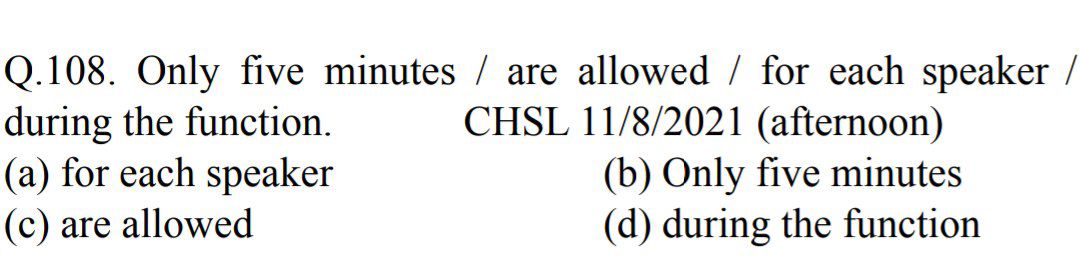 Q.108. Only five minutes / are allowed / for each speaker /
during the function. CHSL 11/8/2021 (afternoon)
(a) for each speaker (b) Only five minutes
(c) are allowed (d) during the function